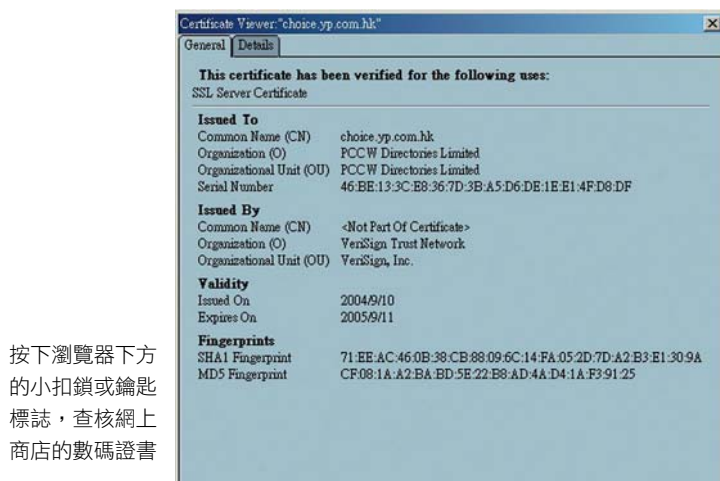 Certificate Viewer:"choice.yp.com.hk"
General Details
This certificate has been verified for the following uses:
SSL Server Certificate
Issued To
Common Name (CN) choice.yp.com.hk
Organization (O) PCCW Directories Limited
Organizational Unit (OU) PCCW Directories Limited
Serial Number 46:BE:13:3C:E8:36:7D:3B:A5:D6:DE:1E:E1:4F:D8:DF
Issued By
Common Name (CN) <Not Part Of Certificate>
Organization (O) VeriSign Trust Network
Organizational Unit (OU) VeriSign, Inc.
Validity
Issued On 2004/9/10
Expires On 2005/9/11
Fingerprints
SHA1 Fingerprint 71:EE:AC:46:0B:38:CB:88:09:6C:14:FA:05:2D:7D:A2:B3:E1:30:9A
MD5 Fingerprint CF:08:1A:A2:BA:BD:5E:22:B8:AD:4A:D4:1A:F3:91:25
按下瀏覽器下方
的小扣鎖或鑰匙
標誌，查核網上
商店的數碼證書